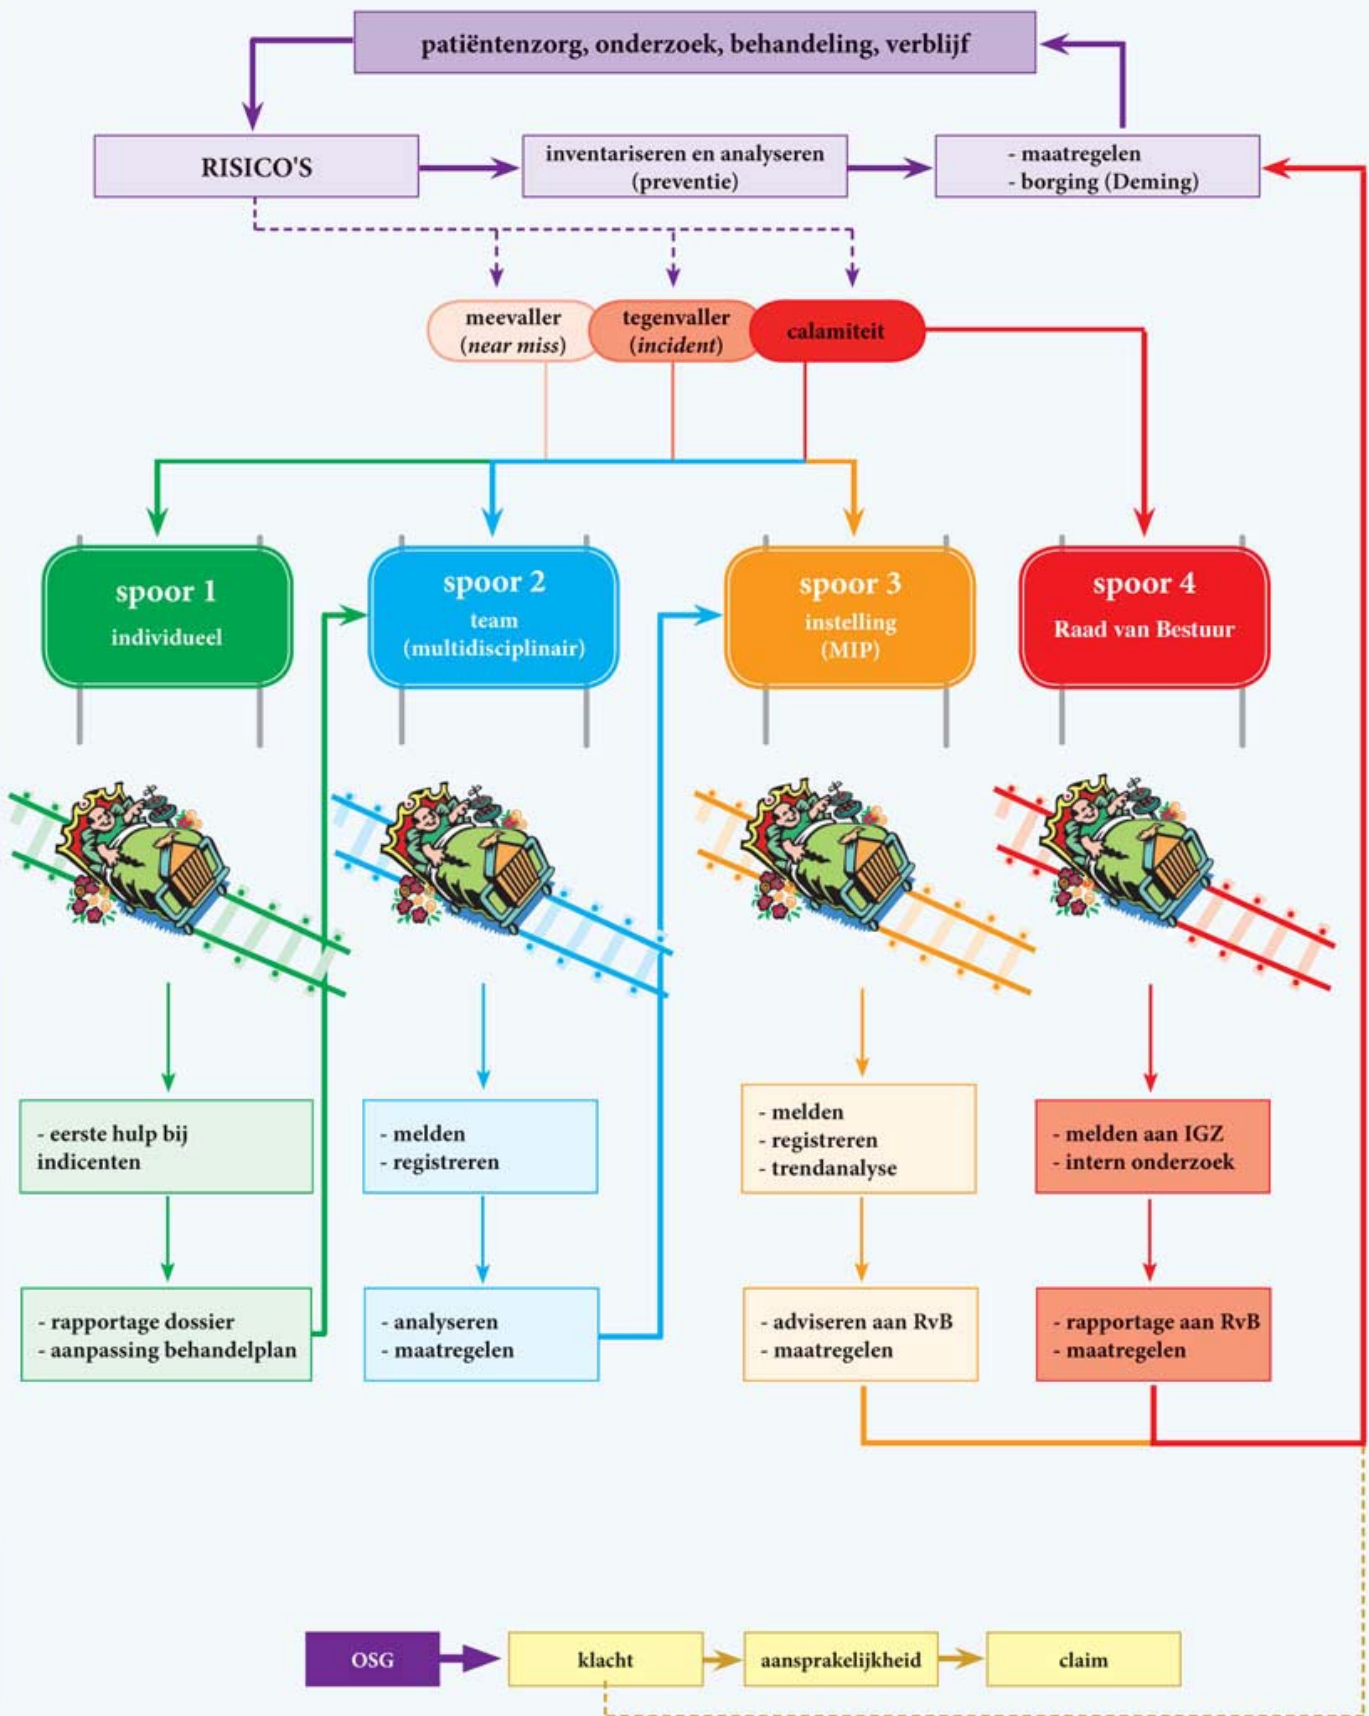 patiëntenzorg, onderzoek, behandeling, verblijf
RISICO'S
inventariseren en analyseren
(preventie)
- maatregelen
- borging (Deming)
meevaller
(near miss)
tegenvaller
(incident)
calamiteit
spoor 1
individueel
spoor 2
team
(multidisciplinair)
spoor 3
instelling
(MIP)
spoor 4
Raad van Bestuur
- eerste hulp bij
indicenten
- melden
- registreren
- melden
- registreren
- trendanalyse
- melden aan IGZ
- intern onderzoek
- rapportage dossier
- aanpassing behandelplan
- analyseren
- maatregelen
- adviseren aan RvB
- maatregelen
- rapportage aan RvB
- maatregelen
OSG
klacht
aansprakelijkheid
claim